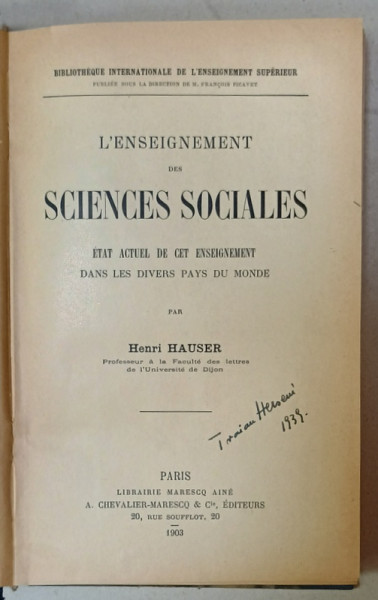 BIBLIOTHÈQUE INTERNATIONALE DE L'ENSEIGNEMENT SUPÉRIEUR
PUBLIÉE SOUS LA DIRECTION DE M. FRANÇOIS PICAVET
L'ENSEIGNEMENT
DES
SCIENCES SOCIALES
ÉTAT ACTUEL DE CET ENSEIGNEMENT
DANS LES DIVERS PAYS DU MONDE
PAR
Henri HAUSER
Professeur à la Faculté des lettres
de l'Université de Dijon
Traian Herseni
1939.
PARIS
LIBRAIRIE MARESCQ AINÉ
A. CHEVALIER-MARESCQ & Cie, ÉDITEURS
20, RUE SOUFFLOT, 20
1903